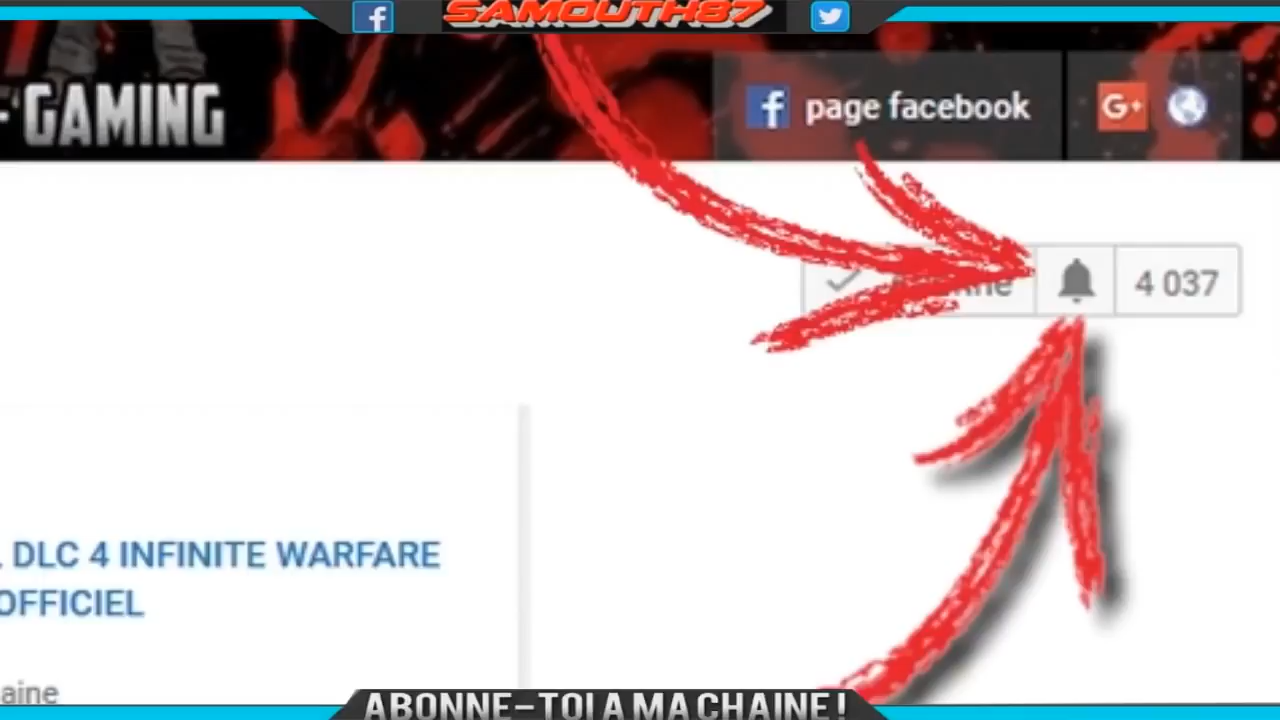 SAMOUTH87
GAMING
page facebook
G+
4 037
DLC 4 INFINITE WARFARE
OFFICIEL
aine
ABONNE-TOI A MA CHAINE !